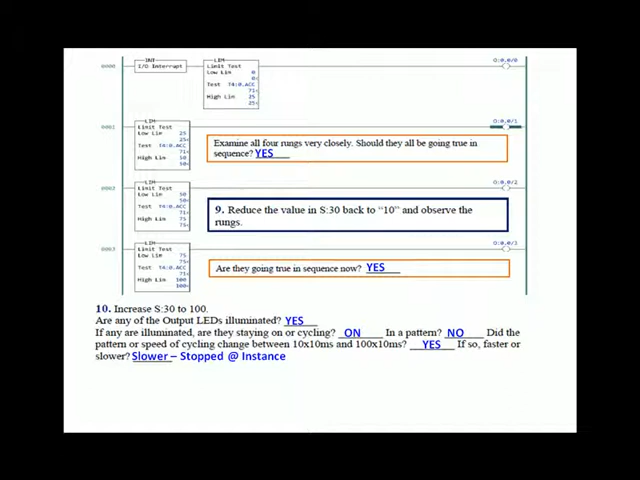 INT
I/O Interrupt
LIM
Limit Test
Low Lim 0
0<
Test T4:0.ACC
71<
High Lim 25
25<
O:0.0/0
0000
LIM
Limit Test
Low Lim 25
25<
Test T4:0.ACC
71<
High Lim 50
50<
O:0.0/1
0001
Examine all four rungs very closely. Should they all be going true in
sequence? YES
LIM
Limit Test
Low Lim 50
50<
Test T4:0.ACC
71<
High Lim 75
75<
O:0.0/2
0002
9. Reduce the value in S:30 back to “10” and observe the
rungs.
LIM
Limit Test
Low Lim 75
75<
Test T4:0.ACC
71<
High Lim 100
100<
O:0.0/3
0003
Are they going true in sequence now? YES
10. Increase S:30 to 100.
Are any of the Output LEDs illuminated? YES
If any are illuminated, are they staying on or cycling? ON In a pattern? NO Did the
pattern or speed of cycling change between 10x10ms and 100x10ms? YES If so, faster or
slower? Slower – Stopped @ Instance